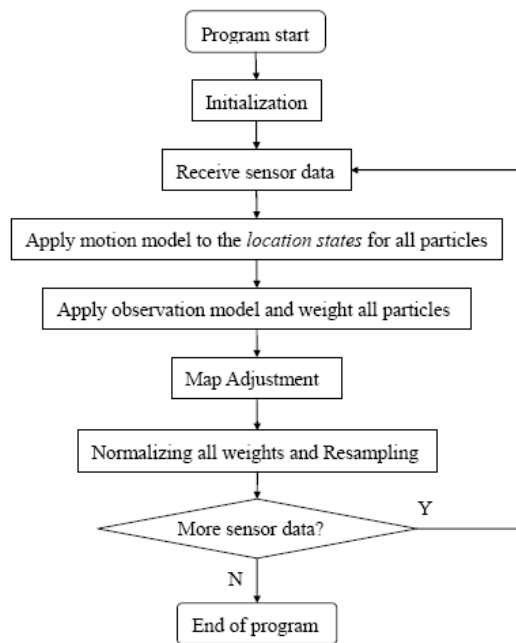 Program start
Initialization
Receive sensor data
Apply motion model to the location states for all particles
Apply observation model and weight all particles
Map Adjustment
Normalizing all weights and Resampling
More sensor data?
Y
N
End of program